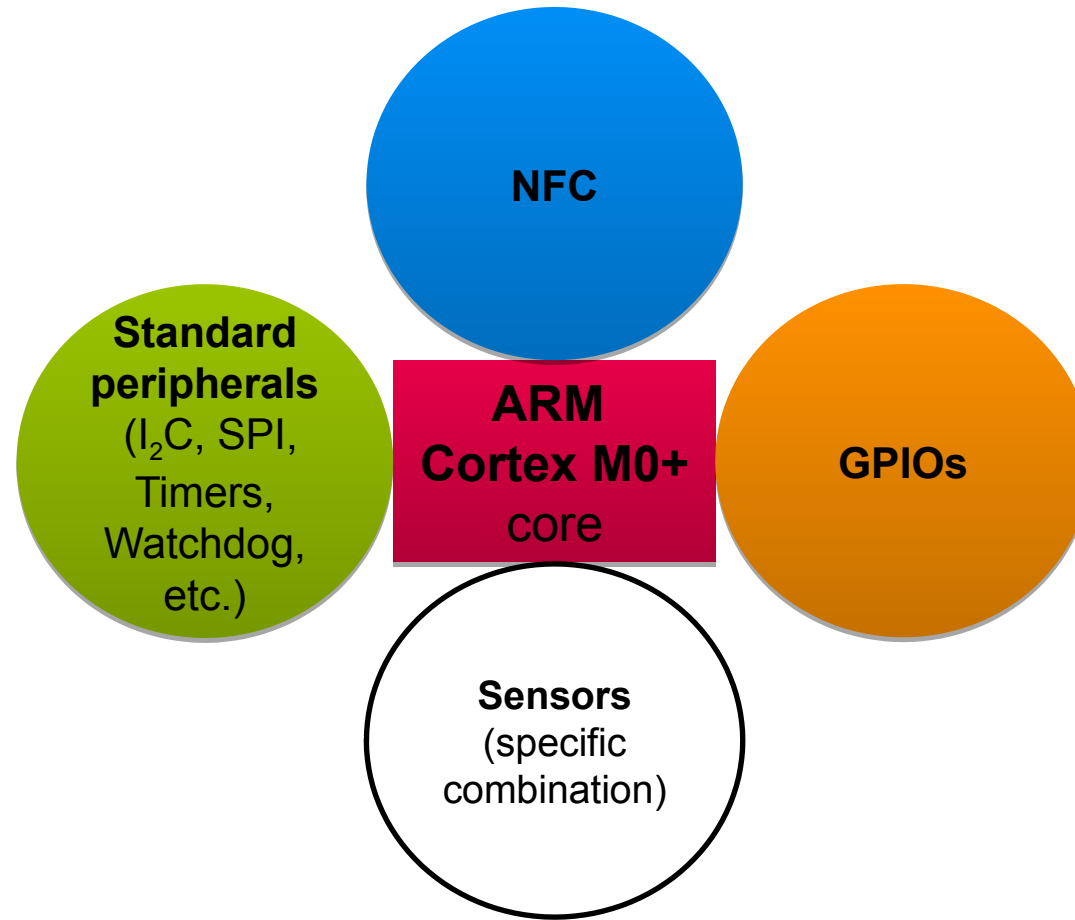 NFC
Standard
peripherals
(I₂C, SPI,
Timers,
Watchdog,
etc.)
ARM
Cortex M0+
core
GPIOs
Sensors
(specific
combination)